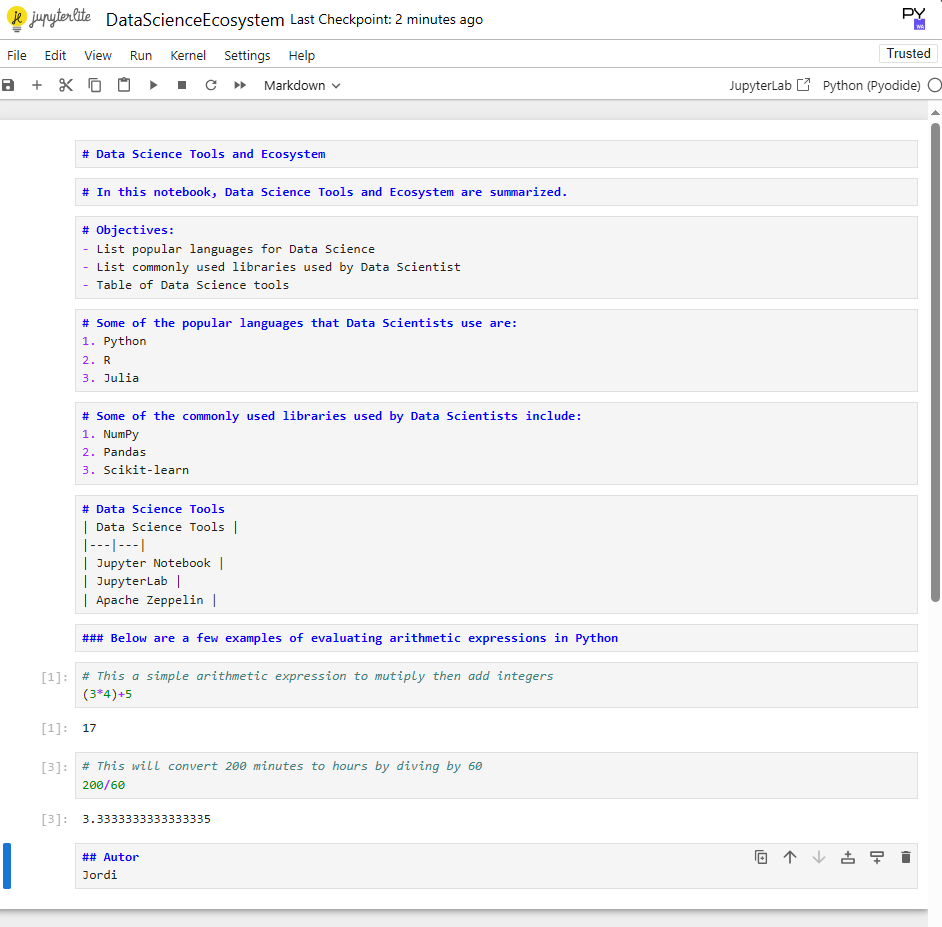 jupyterlite DataScienceEcosystem Last Checkpoint: 2 minutes ago PY
File Edit View Run Kernel Settings Help Trusted
Markdown JupyterLab Python (Pyodide)
# Data Science Tools and Ecosystem
# In this notebook, Data Science Tools and Ecosystem are summarized.
# Objectives:
- List popular languages for Data Science
- List commonly used libraries used by Data Scientist
- Table of Data Science tools
# Some of the popular languages that Data Scientists use are:
1. Python
2. R
3. Julia
# Some of the commonly used libraries used by Data Scientists include:
1. NumPy
2. Pandas
3. Scikit-learn
# Data Science Tools
| Data Science Tools |
|---|---|
| Jupyter Notebook |
| JupyterLab |
| Apache Zeppelin |
### Below are a few examples of evaluating arithmetic expressions in Python
[1]: # This a simple arithmetic expression to mutiply then add integers
(3*4)+5
[1]: 17
[3]: # This will convert 200 minutes to hours by diving by 60
200/60
[3]: 3.3333333333333335
## Autor
Jordi